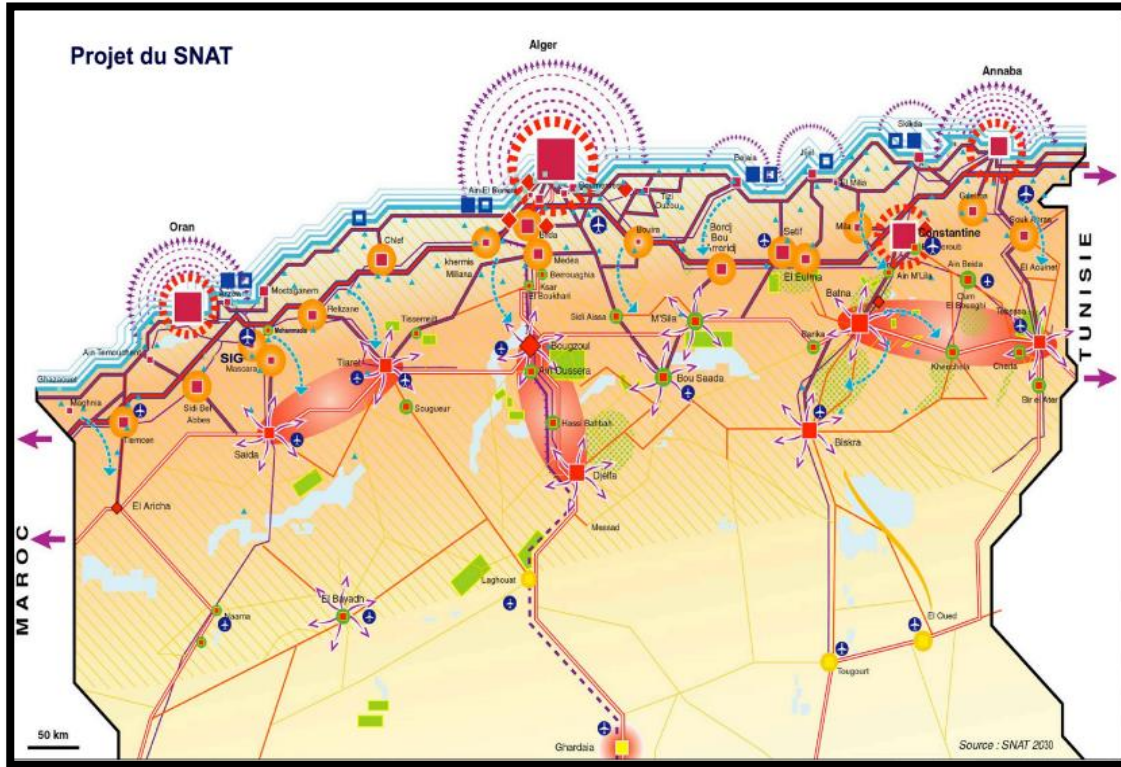 Projet du SNAT
Alger
Annaba
Skikda
Bejaia
Jijel
El Milia
Tizi
Ouzou
Oran
Guelma
Souk Ahras
Constantine
Mila
Bordj
Bou
Arreridj
Setif
El Eulma
Bouira
Blida
Medea
Berrouaghia
Ksar
El Boukhari
khermis
Miliana
Chlef
Mostaganem
Arzew
Relizane
Mohammadia
SIG
Mascara
Ain Temouchent
Ghazaouet
Maghnia
Tlemcen
Sidi Bel
Abbes
Saida
Tiaret
Tissemsilt
Sougueur
Bougzoul
Ain Oussera
Hassi Bahbah
Djelfa
Messad
Sidi Aissa
M'Sila
Bou Saada
Barika
Batna
Biskra
Ain M'Lila
Ain Beida
Oum
El Bouaghi
El Aouinet
Khenchela
Cheria
Bir el Ater
TUNISIE
MAROC
El Aricha
Naama
El Bayadh
Laghouat
Ghardaia
Tougourt
El Oued
50 km
Source : SNAT 2030